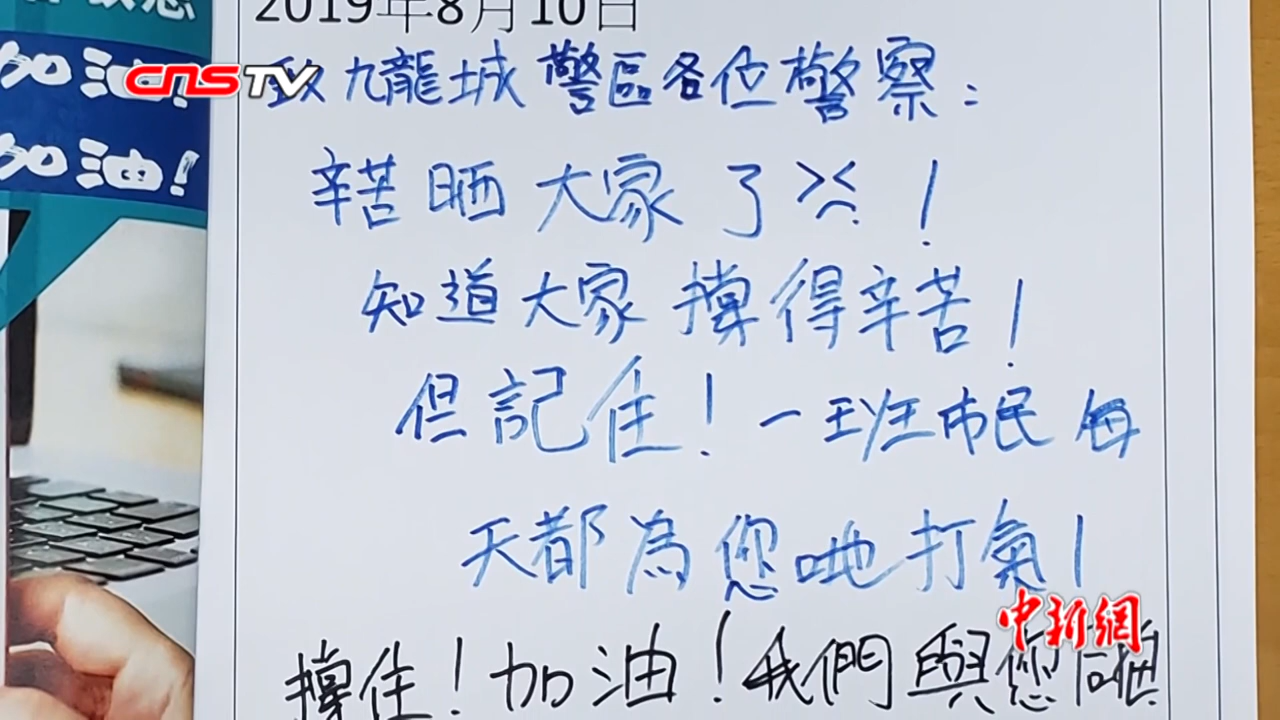 2019年8月10日
加油!
加油!
CNSTV
致九龍城警區各位警察:
辛苦晒大家了!
知道大家撐得辛苦!
但記住!一班市民每
天都為您哋打氣!
中新網
撐住!加油!我們與您同